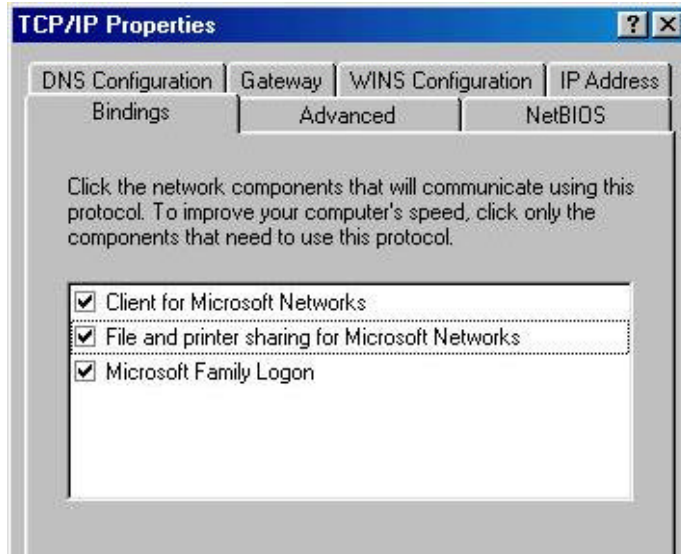 TCP/IP Properties
DNS Configuration Gateway WINS Configuration IP Address
Bindings Advanced NetBIOS
Click the network components that will communicate using this
protocol. To improve your computer's speed, click only the
components that need to use this protocol.
Client for Microsoft Networks
File and printer sharing for Microsoft Networks
Microsoft Family Logon